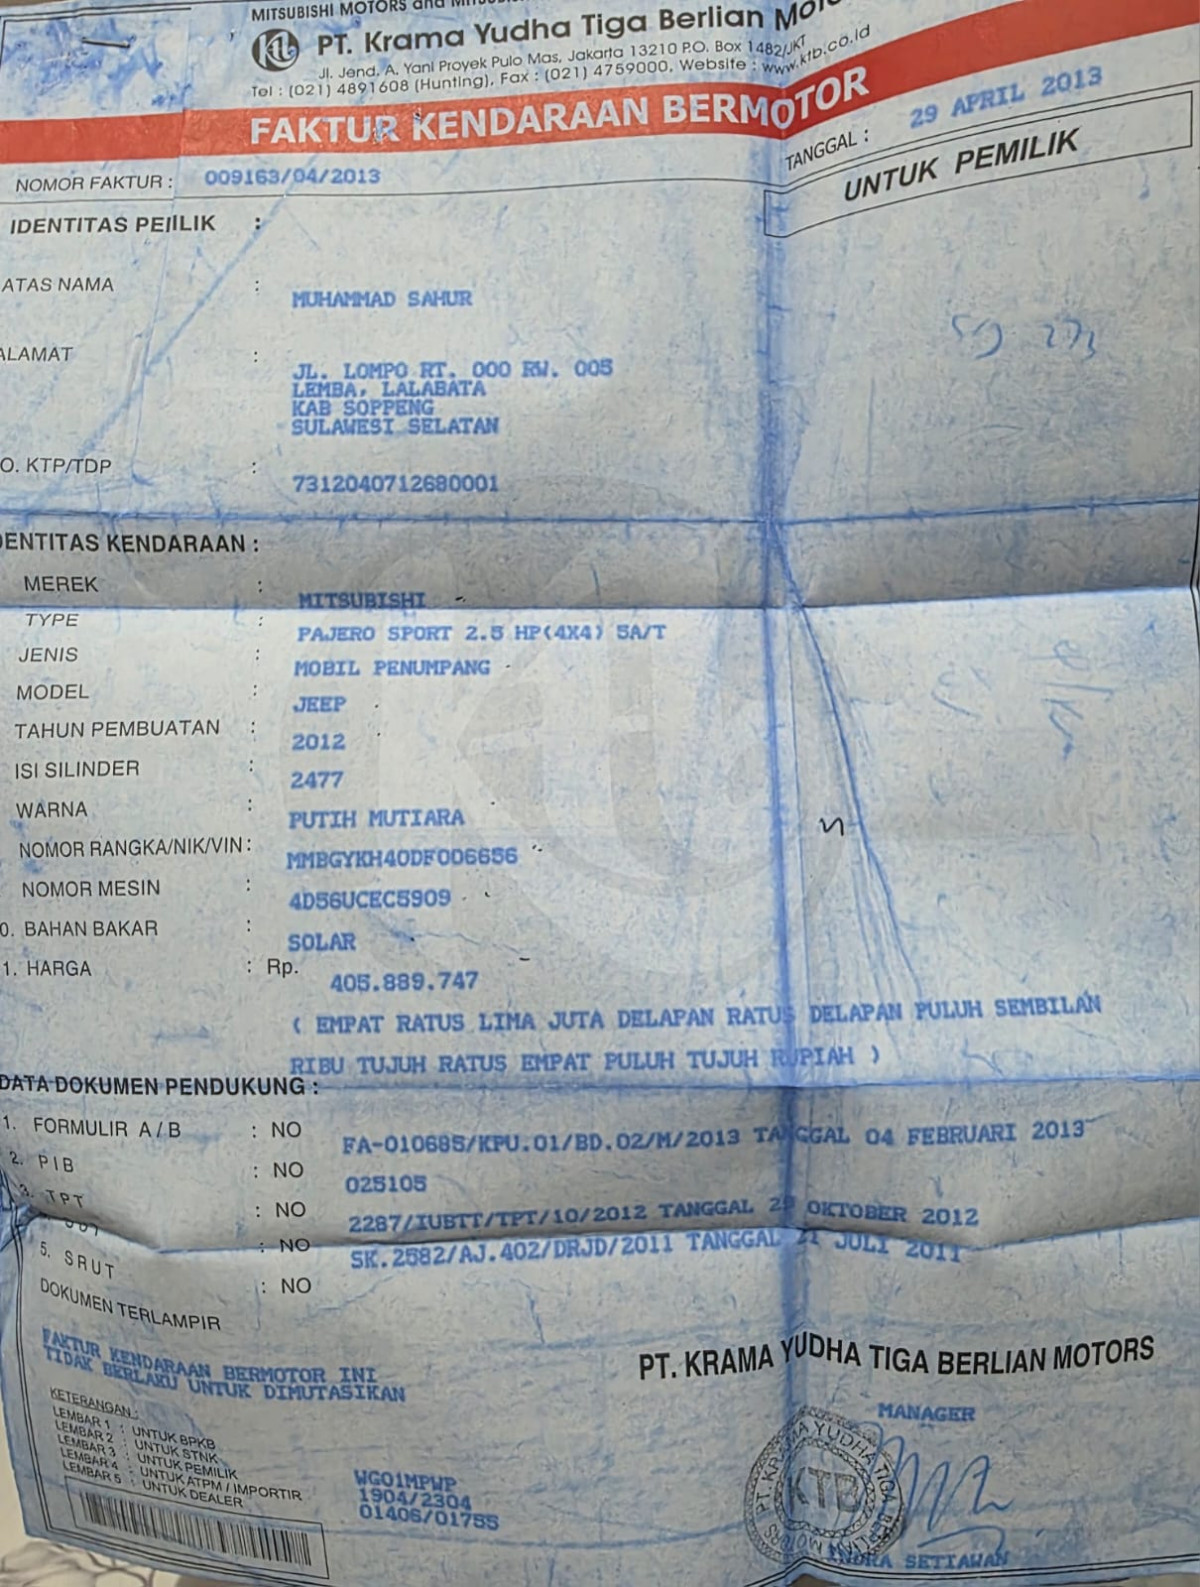 MITSUBISHI MOTORS and
PT. Krama Yudha Tiga Berlian Motors
Jl. Jend. A. Yani Proyek Pulo Mas, Jakarta 13210 P.O. Box 1482/JKT
Tel : (021) 4891608 (Hunting), Fax : (021) 4759000, Website : www.ktb.co.id
FAKTUR KENDARAAN BERMOTOR
TANGGAL : 29 APRIL 2013
NOMOR FAKTUR : 009163/04/2013
UNTUK PEMILIK
IDENTITAS PEMILIK :
ATAS NAMA : MUHAMMAD SAHUR
ALAMAT : JL. LOMPO RT. 000 RW. 005
LEMBA, LALABATA
KAB SOPPENG
SULAWESI SELATAN
O. KTP/TDP : 7312040712680001
DENTITAS KENDARAAN :
MEREK : MITSUBISHI
TYPE : PAJERO SPORT 2.5 HP(4X4) 5A/T
JENIS : MOBIL PENUMPANG
MODEL : JEEP
TAHUN PEMBUATAN : 2012
ISI SILINDER : 2477
WARNA : PUTIH MUTIARA
NOMOR RANGKA/NIK/VIN : MMBGYKH40DF006656
NOMOR MESIN : 4D56UCEC5909
0. BAHAN BAKAR : SOLAR
1. HARGA : Rp. 405.889.747
( EMPAT RATUS LIMA JUTA DELAPAN RATUS DELAPAN PULUH SEMBILAN
RIBU TUJUH RATUS EMPAT PULUH TUJUH RUPIAH )
DATA DOKUMEN PENDUKUNG :
1. FORMULIR A / B : NO FA-010685/KPU.01/BD.02/M/2013 TANGGAL 04 FEBRUARI 2013
2. PIB : NO 025105
3. TPT : NO 2287/IUBTT/TPT/10/2012 TANGGAL 29 OKTOBER 2012
: NO SK.2582/AJ.402/DRJD/2011 TANGGAL 21 JULI 2011
5. SRUT : NO
DOKUMEN TERLAMPIR
FAKTUR KENDARAAN BERMOTOR INI
TIDAK BERLAKU UNTUK DIMUTASIKAN
KETERANGAN :
LEMBAR 1 : UNTUK BPKB
LEMBAR 2 : UNTUK STNK
LEMBAR 3 : UNTUK PEMILIK
LEMBAR 4 : UNTUK ATPM / IMPORTIR
LEMBAR 5 : UNTUK DEALER
WG01MPWP
1904/2304
01406/01755
PT. KRAMA YUDHA TIGA BERLIAN MOTORS
MANAGER
PT. KRAMA YUDHA TIGA BERLIAN MOTORS
KTB
INDRA SETIAWAN